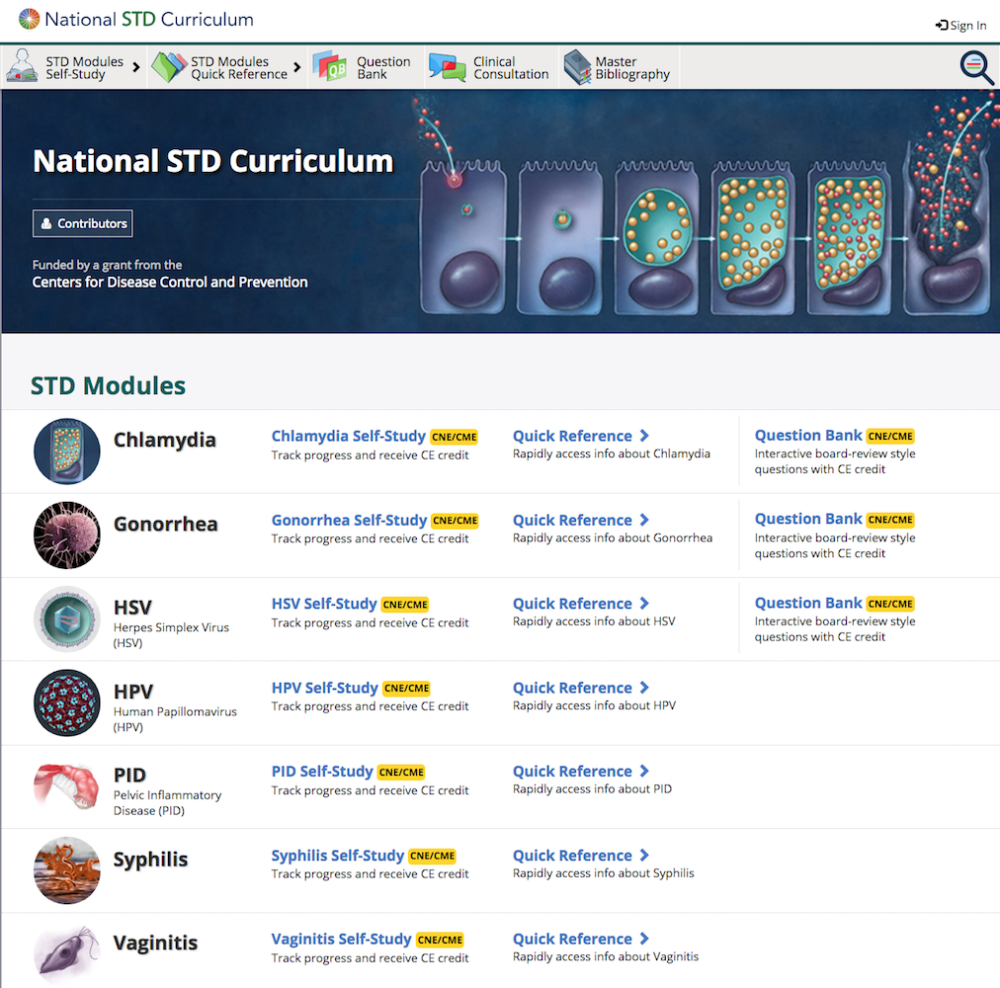 National STD Curriculum
Sign In
STD Modules
Self-Study
STD Modules
Quick Reference
QB
Question
Bank
Clinical
Consultation
Master
Bibliography
National STD Curriculum
Contributors
Funded by a grant from the
Centers for Disease Control and Prevention
STD Modules
Chlamydia
Chlamydia Self-Study CNE/CME
Track progress and receive CE credit
Quick Reference
Rapidly access info about Chlamydia
Question Bank CNE/CME
Interactive board-review style
questions with CE credit
Gonorrhea
Gonorrhea Self-Study CNE/CME
Track progress and receive CE credit
Quick Reference
Rapidly access info about Gonorrhea
Question Bank CNE/CME
Interactive board-review style
questions with CE credit
HSV
Herpes Simplex Virus
(HSV)
HSV Self-Study CNE/CME
Track progress and receive CE credit
Quick Reference
Rapidly access info about HSV
Question Bank CNE/CME
Interactive board-review style
questions with CE credit
HPV
Human Papillomavirus
(HPV)
HPV Self-Study CNE/CME
Track progress and receive CE credit
Quick Reference
Rapidly access info about HPV
PID
Pelvic Inflammatory
Disease (PID)
PID Self-Study CNE/CME
Track progress and receive CE credit
Quick Reference
Rapidly access info about PID
Syphilis
Syphilis Self-Study CNE/CME
Track progress and receive CE credit
Quick Reference
Rapidly access info about Syphilis
Vaginitis
Vaginitis Self-Study CNE/CME
Track progress and receive CE credit
Quick Reference
Rapidly access info about Vaginitis